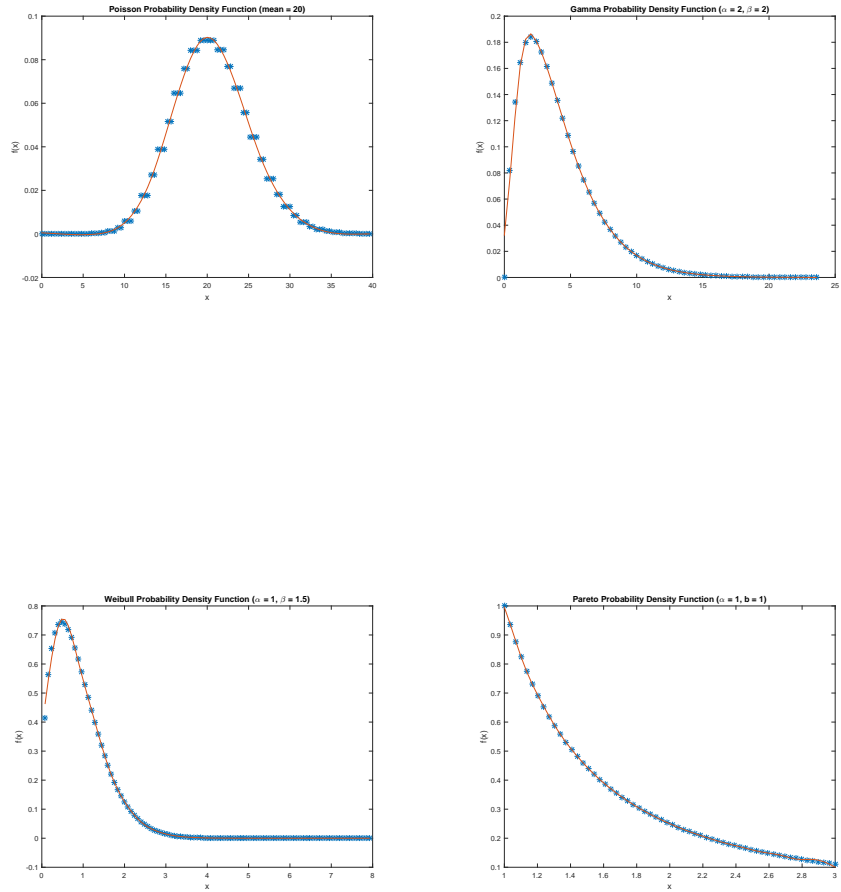 Poisson Probability Density Function (mean = 20)
0.1
0.08
0.06
0.04
0.02
0
-0.02
f(x)
0 5 10 15 20 25 30 35 40
x
Gamma Probability Density Function (α = 2, β = 2)
0.2
0.18
0.16
0.14
0.12
0.1
0.08
0.06
0.04
0.02
0
f(x)
0 5 10 15 20 25
x
Weibull Probability Density Function (α = 1, β = 1.5)
0.8
0.7
0.6
0.5
0.4
0.3
0.2
0.1
0
-0.1
f(x)
0 1 2 3 4 5 6 7 8
x
Pareto Probability Density Function (α = 1, b = 1)
1
0.9
0.8
0.7
0.6
0.5
0.4
0.3
0.2
0.1
f(x)
1 1.2 1.4 1.6 1.8 2 2.2 2.4 2.6 2.8 3
x